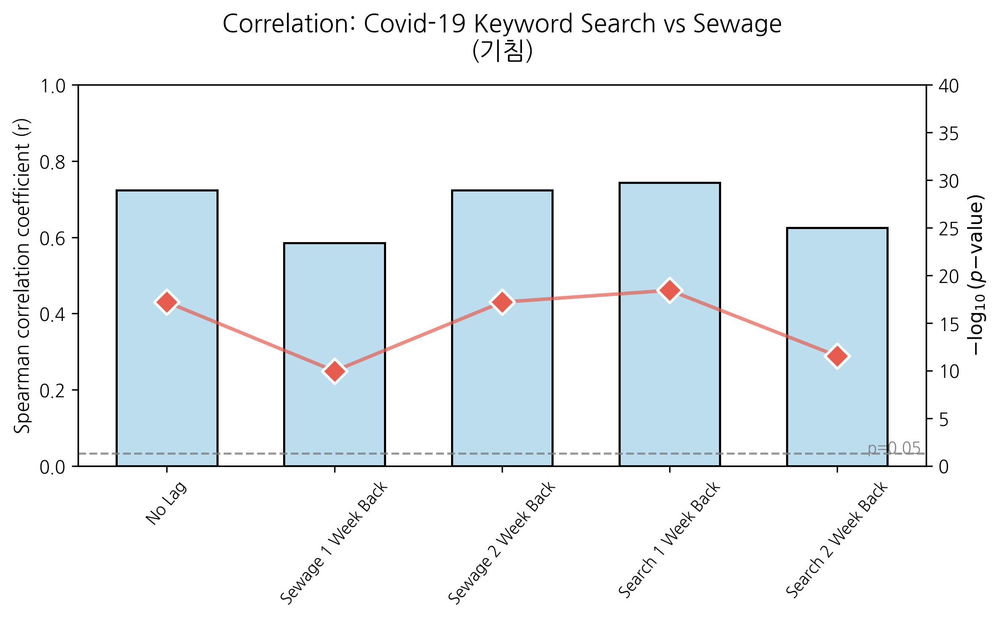 Correlation: Covid-19 Keyword Search vs Sewage
(기침)
Spearman correlation coefficient (r)
1.0
0.8
0.6
0.4
0.2
0.0
40
35
30
25
20
15
10
5
0
−log₁₀ (p−value)
p=0.05
No Lag
Sewage 1 Week Back
Sewage 2 Week Back
Search 1 Week Back
Search 2 Week Back